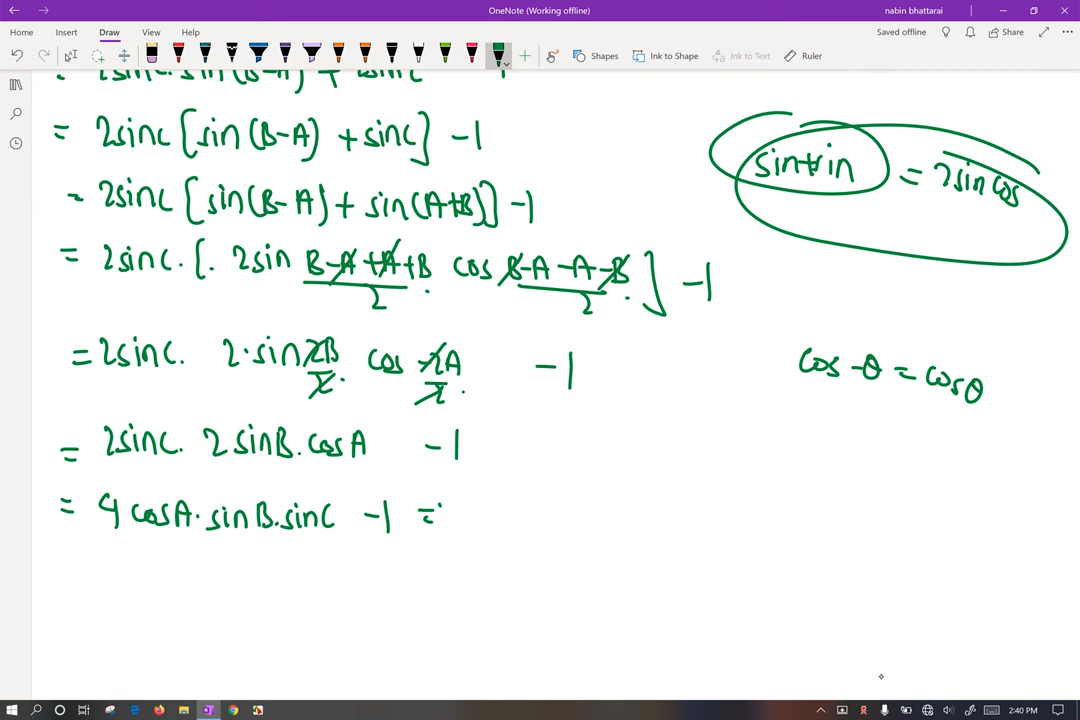 OneNote (Working offline)
nabin bhattarai
Home Insert Draw View Help
Saved offline
Share
Shapes
Ink to Shape
Ink to Text
Ruler
= 2sinC [sin(B-A) + sinC] -1
= 2sinC [sin(B-A) + sin(A+B)] -1
= 2sinC. [. 2sin B-A+A+B/2 cos B-A-A-B/2 ] -1
= 2sinC. 2.sin 2B/2 cos -2A/2 -1
= 2sinC. 2sinB.cosA -1
= 4cosA.sinB.sinC -1 =
sin+sin = 2sin cos
cos -θ = cosθ
2:40 PM